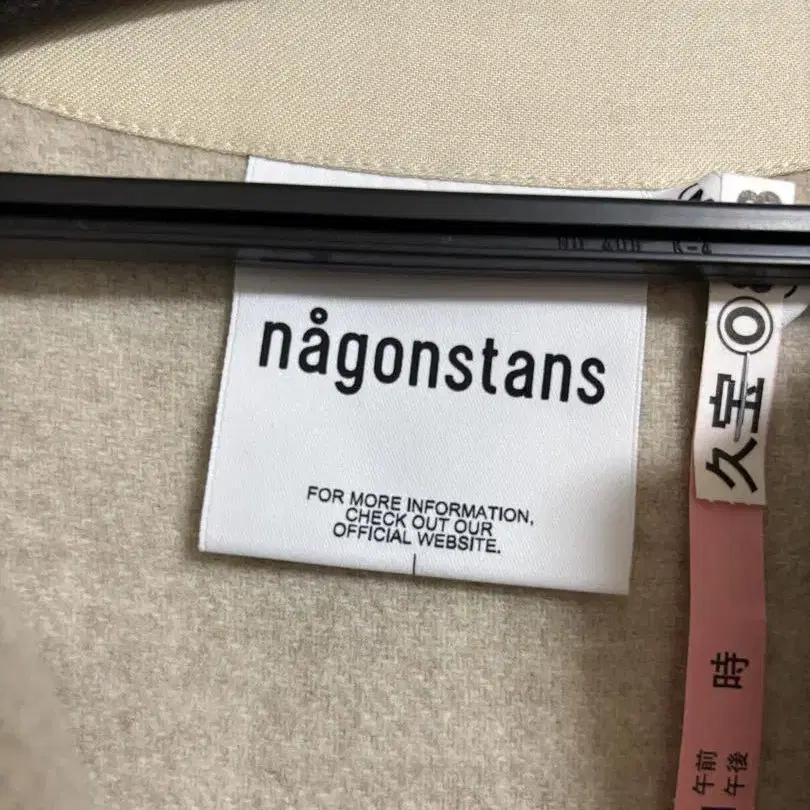 någonstans
FOR MORE INFORMATION,
CHECK OUT OUR
OFFICIAL WEBSITE.
久宝
時
午前
午後